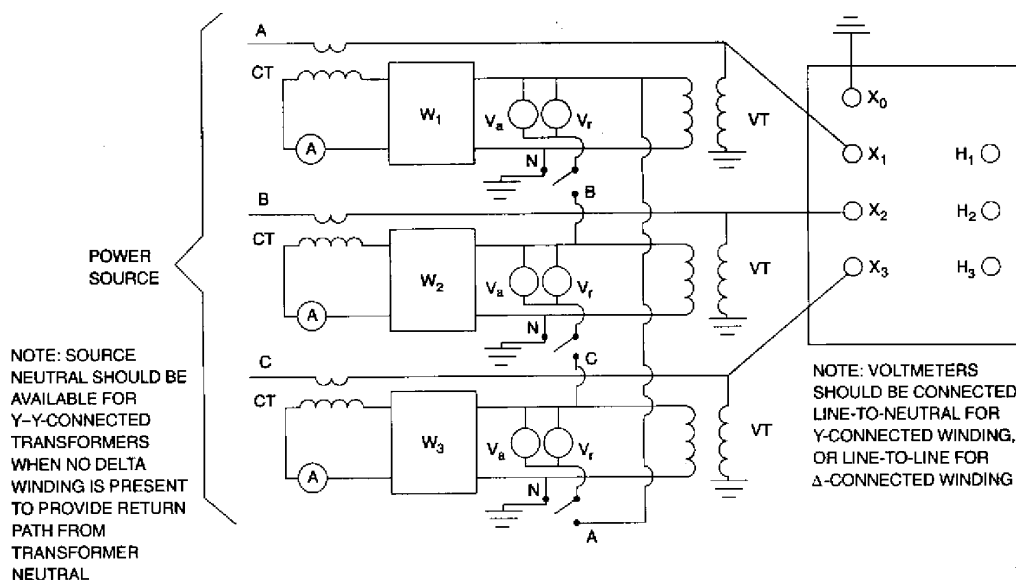 A
CT
W1
Va
Vr
VT
A
N
B
X0
X1
H1
X2
H2
X3
H3
B
CT
W2
Va
Vr
VT
A
N
C
POWER
SOURCE
C
CT
W3
Va
Vr
VT
A
N
A
NOTE: SOURCE
NEUTRAL SHOULD BE
AVAILABLE FOR
Y–Y-CONNECTED
TRANSFORMERS
WHEN NO DELTA
WINDING IS PRESENT
TO PROVIDE RETURN
PATH FROM
TRANSFORMER
NEUTRAL
NOTE: VOLTMETERS
SHOULD BE CONNECTED
LINE-TO-NEUTRAL FOR
Y-CONNECTED WINDING,
OR LINE-TO-LINE FOR
Δ-CONNECTED WINDING